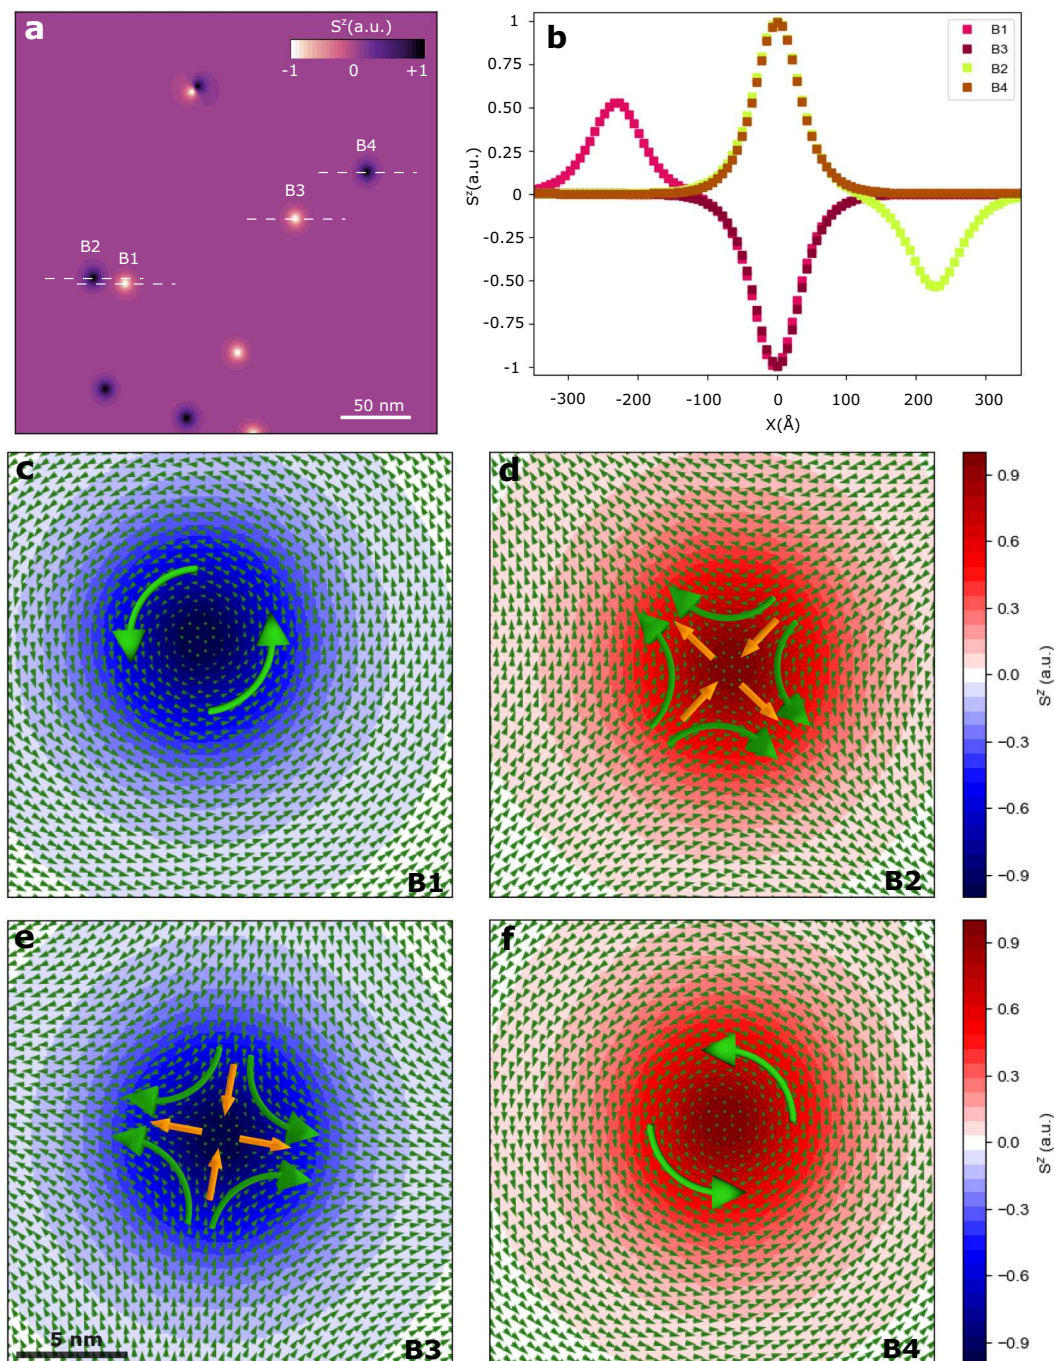 a
S^z(a.u.)
-1 0 +1
B4
B3
B2
B1
50 nm
b
B1
B3
B2
B4
1
0.75
0.50
0.25
0
-0.25
-0.50
-0.75
-1
S^z(a.u.)
-300 -200 -100 0 100 200 300
X(Å)
c
B1
d
B2
0.9
0.6
0.3
0.0
−0.3
−0.6
−0.9
S^z (a.u.)
e
5 nm
B3
f
B4
0.9
0.6
0.3
0.0
−0.3
−0.6
−0.9
S^z (a.u.)